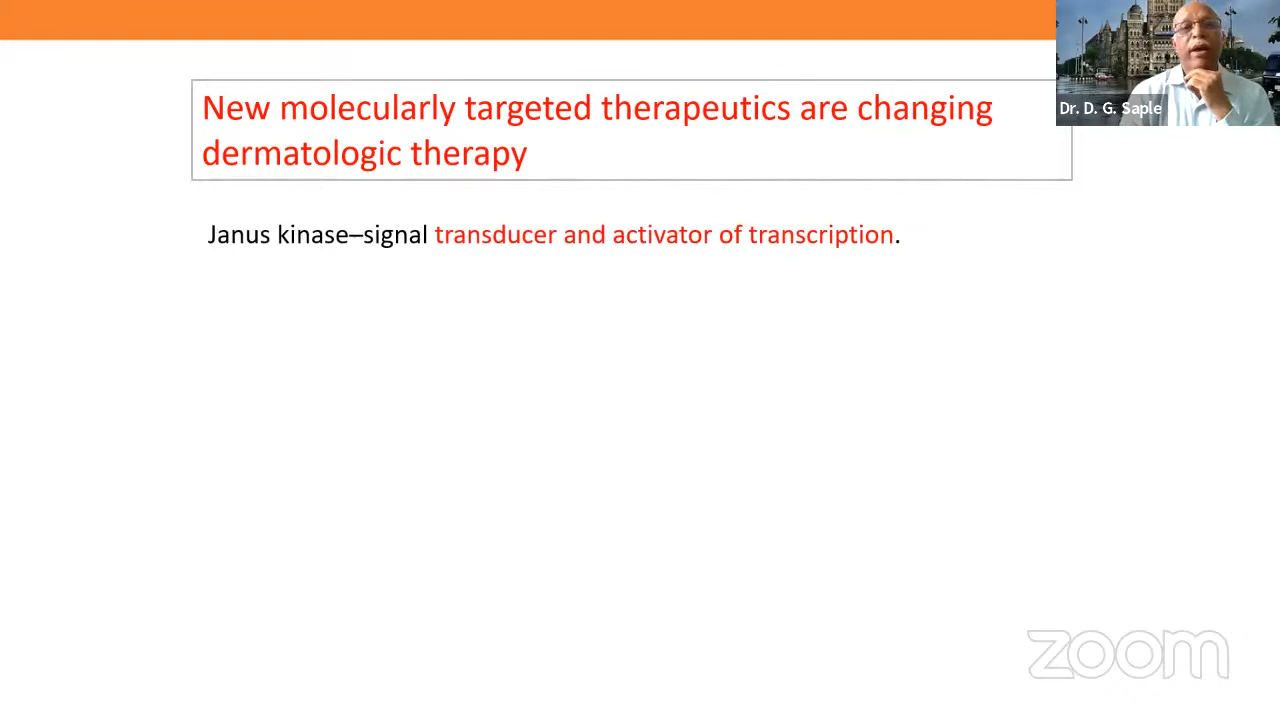 New molecularly targeted therapeutics are changing
dermatologic therapy
Janus kinase–signal transducer and activator of transcription.
Dr. D. G. Saple
zoom